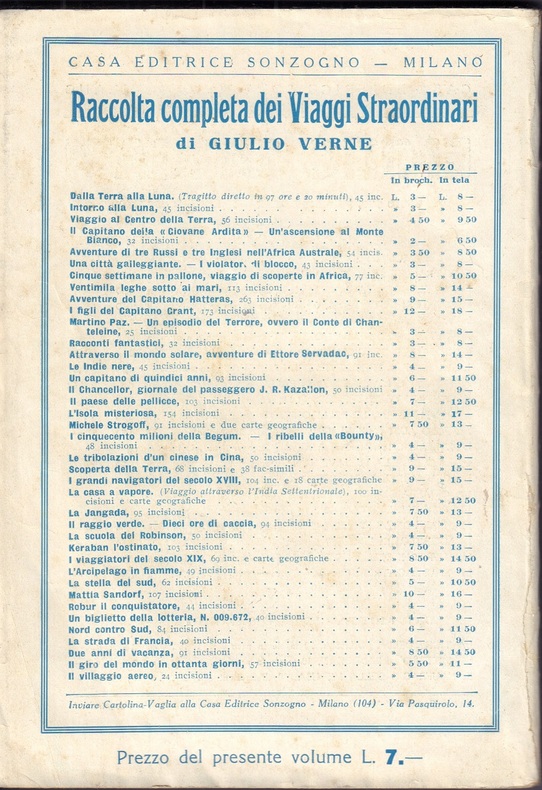 CASA EDITRICE SONZOGNO — MILANO
Raccolta completa dei Viaggi Straordinari
di GIULIO VERNE
PREZZO
In broch. In tela
Dalla Terra alla Luna. (Tragitto diretto in 97 ore e 20 minuti), 45 inc. L. 3 — L. 8 —
Intorno alla Luna, 45 incisioni » 3 — » 8 —
Viaggio al Centro della Terra, 56 incisioni » 4 50 » 9 50
Il Capitano della «Giovane Ardita» — Un'ascensione al Monte
Bianco, 32 incisioni » 2 — » 6 50
Avventure di tre Russi e tre Inglesi nell'Africa Australe, 54 incis. » 3 50 » 8 50
Una città galleggiante. — I violatori del blocco, 43 incisioni » 3 — » 8 —
Cinque settimane in pallone, viaggio di scoperte in Africa, 77 inc. » 5 — » 10 50
Ventimila leghe sotto ai mari, 113 incisioni » 8 — » 14 —
Avventure del Capitano Hatteras, 263 incisioni » 9 — » 15 —
I figli del Capitano Grant, 173 incisioni » 12 — » 18 —
Martino Paz. — Un episodio del Terrore, ovvero il Conte di Chan-
teleine, 25 incisioni » 3 — » 8 —
Racconti fantastici, 32 incisioni » 3 — » 8 —
Attraverso il mondo solare, avventure di Ettore Servadac, 91 inc. » 8 — » 14 —
Le Indie nere, 45 incisioni » 4 — » 9 —
Un capitano di quindici anni, 93 incisioni » 6 — » 11 50
Il Chancellor, giornale del passeggero J. R. Kazallon, 50 incisioni » 4 — » 9 —
Il paese delle pellicce, 103 incisioni » 7 — » 12 50
L'Isola misteriosa, 154 incisioni » 11 — » 17 —
Michele Strogoff, 91 incisioni e due carte geografiche » 7 50 » 13 —
I cinquecento milioni della Begum. — I ribelli della «Bounty»,
48 incisioni » 4 — » 9 —
Le tribolazioni d'un cinese in Cina, 50 incisioni » 4 — » 9 —
Scoperta della Terra, 68 incisioni e 38 fac-simili » 9 — » 15 —
I grandi navigatori del secolo XVIII, 104 inc. e 18 carte geografiche » 9 — » 15 —
La casa a vapore. (Viaggio attraverso l'India Settentrionale), 100 in-
cisioni e carte geografiche » 7 — » 12 50
La Jangada, 95 incisioni » 7 50 » 13 —
Il raggio verde. — Dieci ore di caccia, 94 incisioni » 4 — » 9 —
La scuola dei Robinson, 50 incisioni » 4 — » 9 —
Keraban l'ostinato, 103 incisioni » 7 50 » 13 —
I viaggiatori del secolo XIX, 69 inc. e carte geografiche » 8 50 » 14 50
L'Arcipelago in fiamme, 49 incisioni » 4 — » 9 —
La stella del sud, 62 incisioni » 5 — » 10 50
Mattia Sandorf, 107 incisioni » 10 — » 16 —
Robur il conquistatore, 44 incisioni » 4 — » 9 —
Un biglietto della lotteria, N. 009.672, 40 incisioni » 4 — » 9 —
Nord contro Sud, 84 incisioni » 6 — » 11 50
La strada di Francia, 40 incisioni » 4 — » 9 —
Due anni di vacanza, 91 incisioni » 8 50 » 14 50
Il giro del mondo in ottanta giorni, 57 incisioni » 5 50 » 11 —
Il villaggio aereo, 24 incisioni » 4 — » 9 —
Inviare Cartolina-Vaglia alla Casa Editrice Sonzogno - Milano (104) - Via Pasquirolo, 14.
Prezzo del presente volume L. 7.—